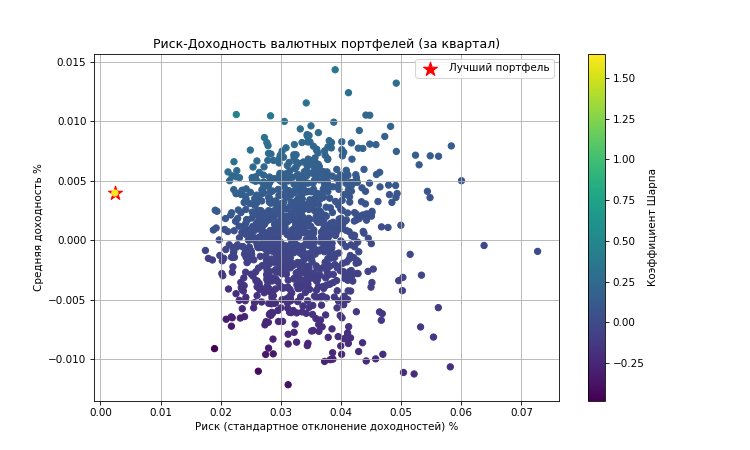 Риск-Доходность валютных портфелей (за квартал)
Лучший портфель
Средняя доходность %
0.015
0.010
0.005
0.000
−0.005
−0.010
0.00 0.01 0.02 0.03 0.04 0.05 0.06 0.07
Риск (стандартное отклонение доходностей) %
1.50
1.25
1.00
0.75
0.50
0.25
0.00
−0.25
Коэффициент Шарпа